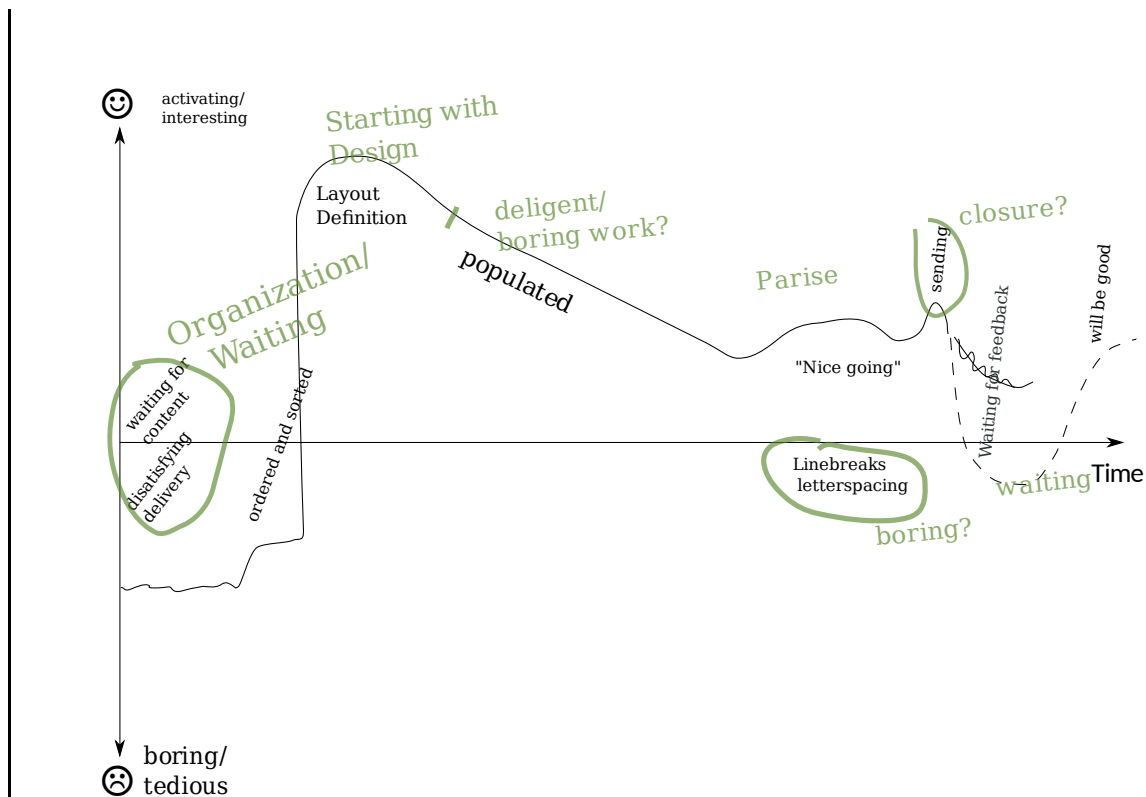 activating/
interesting
Starting with
Design
Layout
Definition
deligent/
boring work?
populated
Organization/
Waiting
Parise
closure?
sending
Waiting for feedback
will be good
"Nice going"
waiting for
content
disatisfying
delivery
ordered and sorted
Linebreaks
letterspacing
boring?
waiting
Time
boring/
tedious